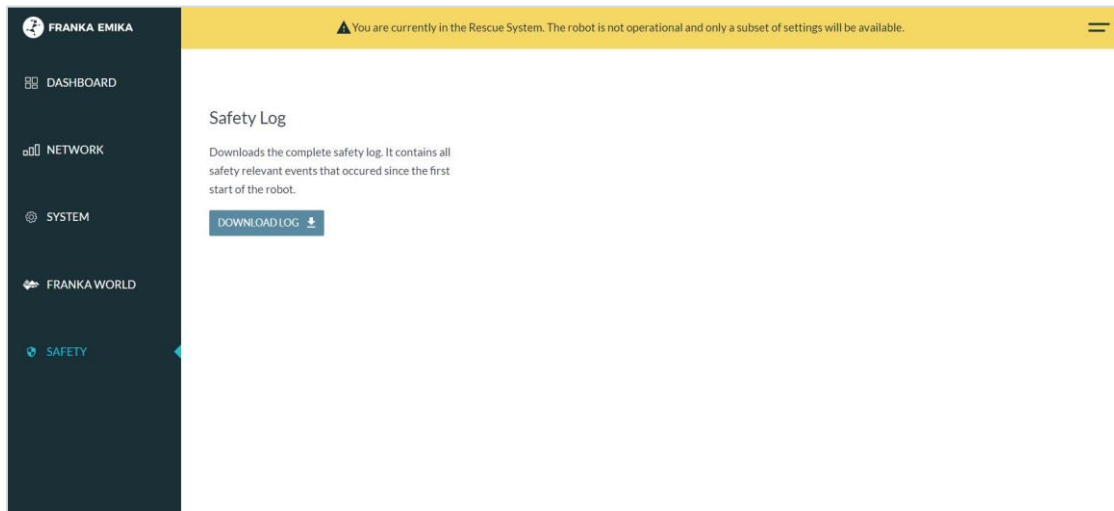 FRANKA EMIKA
You are currently in the Rescue System. The robot is not operational and only a subset of settings will be available.
DASHBOARD
NETWORK
SYSTEM
FRANKA WORLD
SAFETY
Safety Log
Downloads the complete safety log. It contains all
safety relevant events that occured since the first
start of the robot.
DOWNLOAD LOG